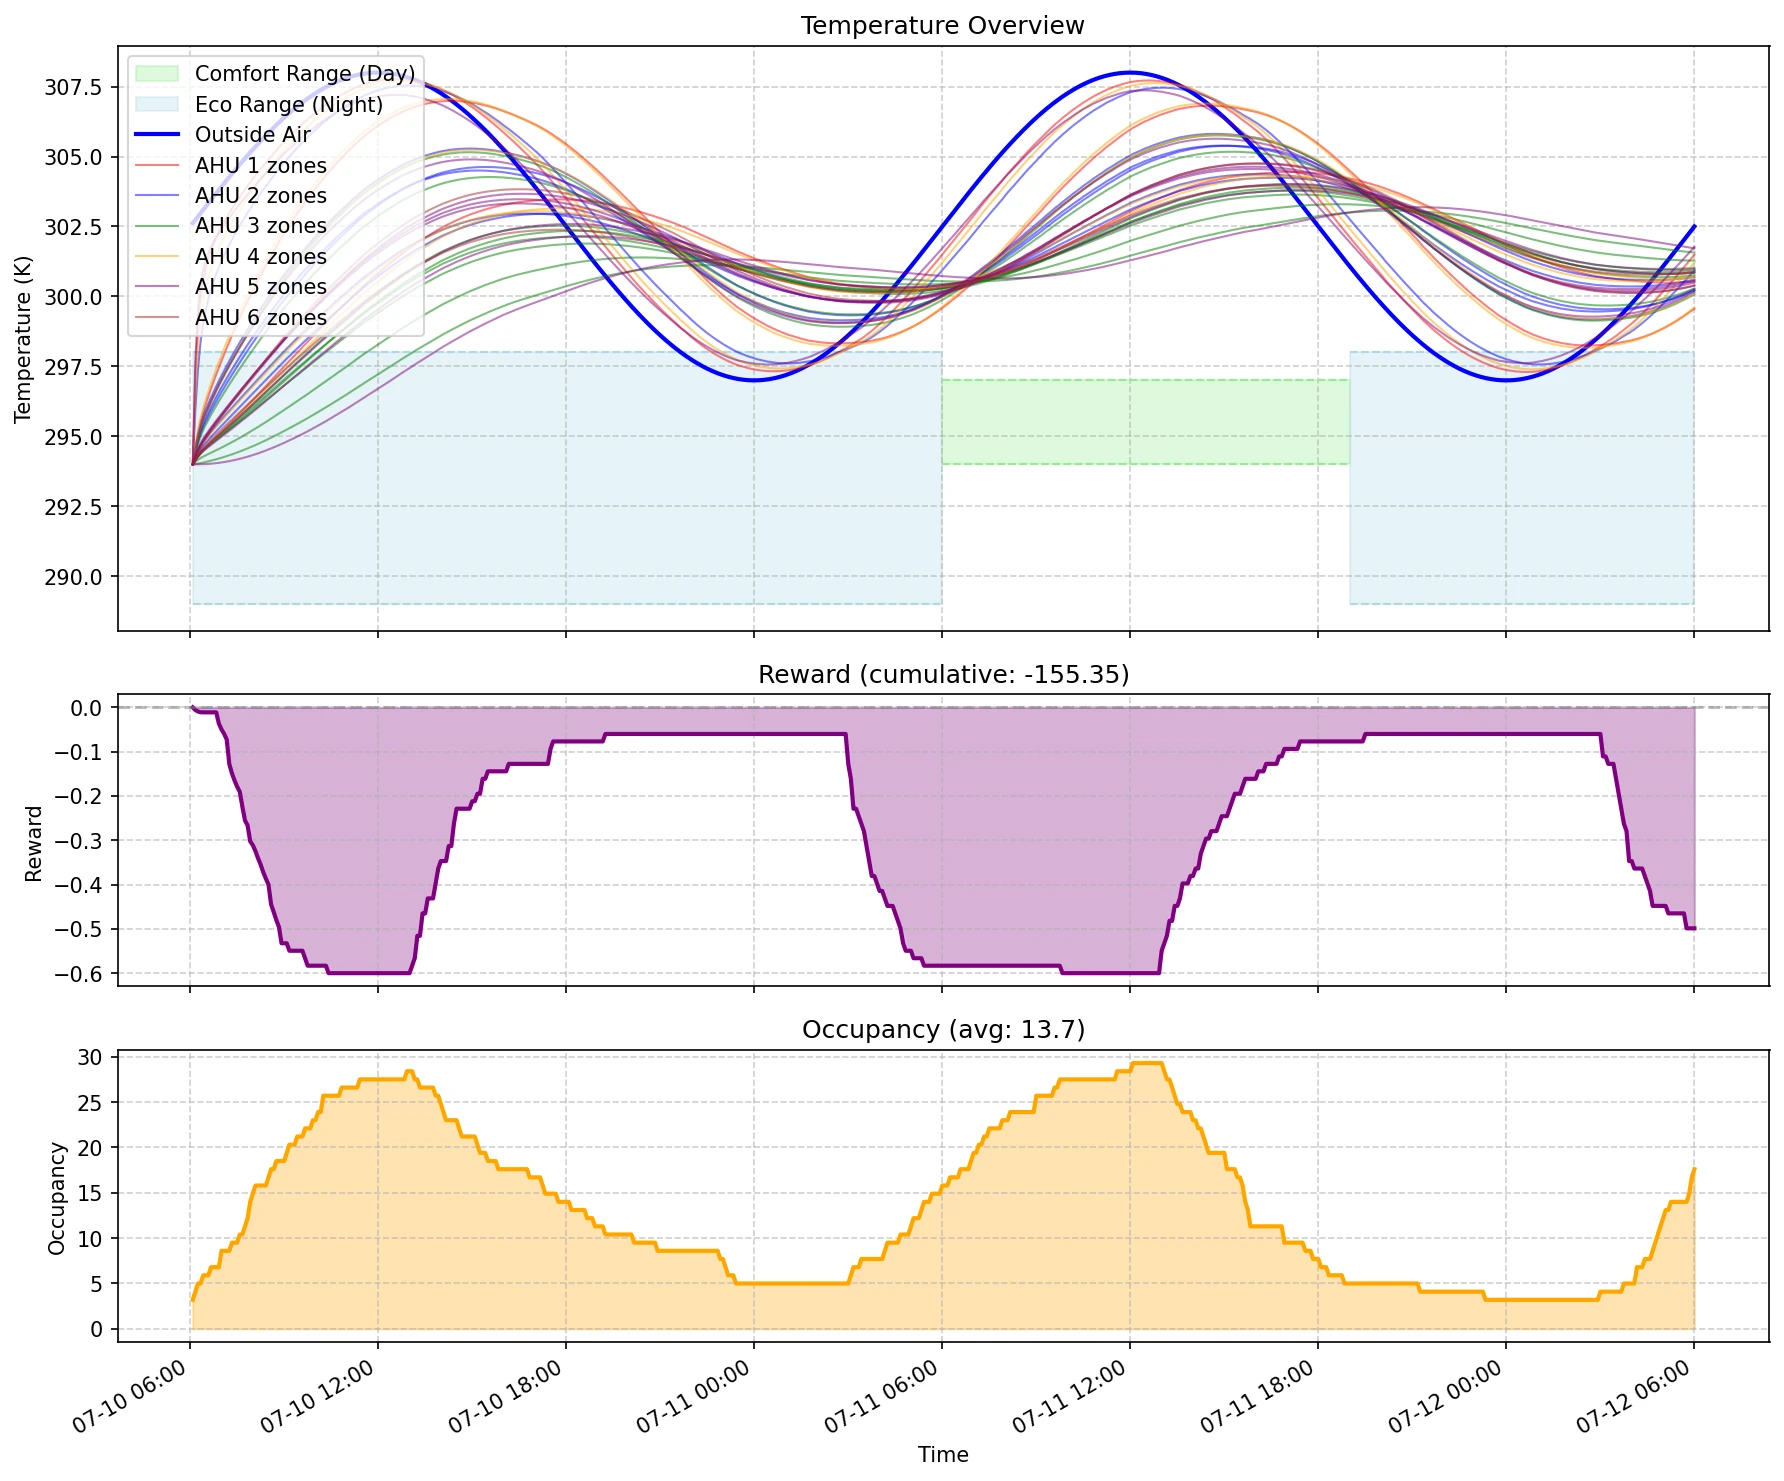 Temperature Overview
Temperature (K)
307.5
305.0
302.5
300.0
297.5
295.0
292.5
290.0
Comfort Range (Day)
Eco Range (Night)
Outside Air
AHU 1 zones
AHU 2 zones
AHU 3 zones
AHU 4 zones
AHU 5 zones
AHU 6 zones
Reward (cumulative: -155.35)
Reward
0.0
−0.1
−0.2
−0.3
−0.4
−0.5
−0.6
Occupancy (avg: 13.7)
Occupancy
30
25
20
15
10
5
0
07-10 06:00
07-10 12:00
07-10 18:00
07-11 00:00
07-11 06:00
07-11 12:00
07-11 18:00
07-12 00:00
07-12 06:00
Time